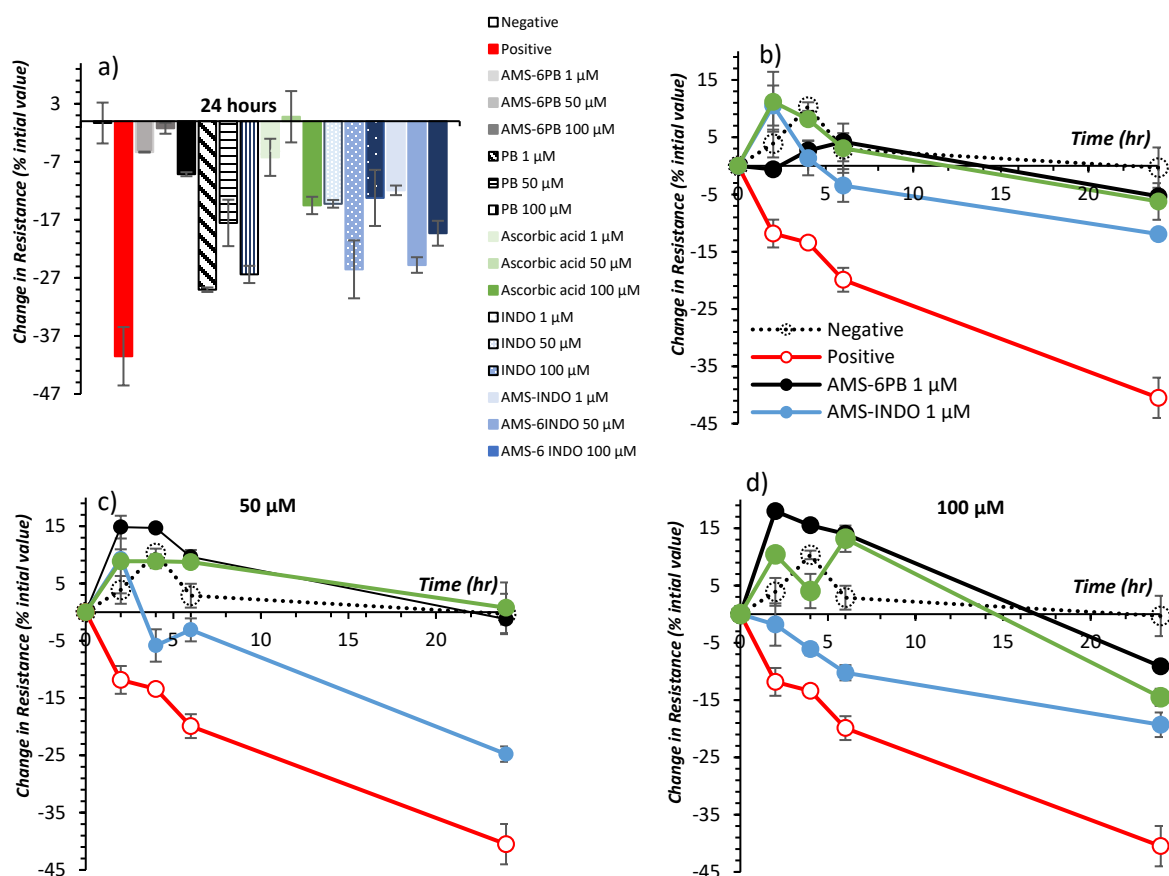 a)
24 hours
Change in Resistance (% intial value)
3
-7
-17
-27
-37
-47
Negative
Positive
AMS-6PB 1 µM
AMS-6PB 50 µM
AMS-6PB 100 µM
PB 1 µM
PB 50 µM
PB 100 µM
Ascorbic acid 1 µM
Ascorbic acid 50 µM
Ascorbic acid 100 µM
INDO 1 µM
INDO 50 µM
INDO 100 µM
AMS-INDO 1 µM
AMS-6INDO 50 µM
AMS-6 INDO 100 µM
b)
Change in Resistance (% intial value)
Time (hr)
15
5
-5
-15
-25
-35
-45
0 5 10 15 20
Negative
Positive
AMS-6PB 1 µM
AMS-INDO 1 µM
c)
50 µM
Change in Resistance (% intial value)
Time (hr)
15
5
-5
-15
-25
-35
-45
0 5 10 15 20
d)
100 µM
Change in Resistance (% intial value)
Time (hr)
15
5
-5
-15
-25
-35
-45
0 5 10 15 20